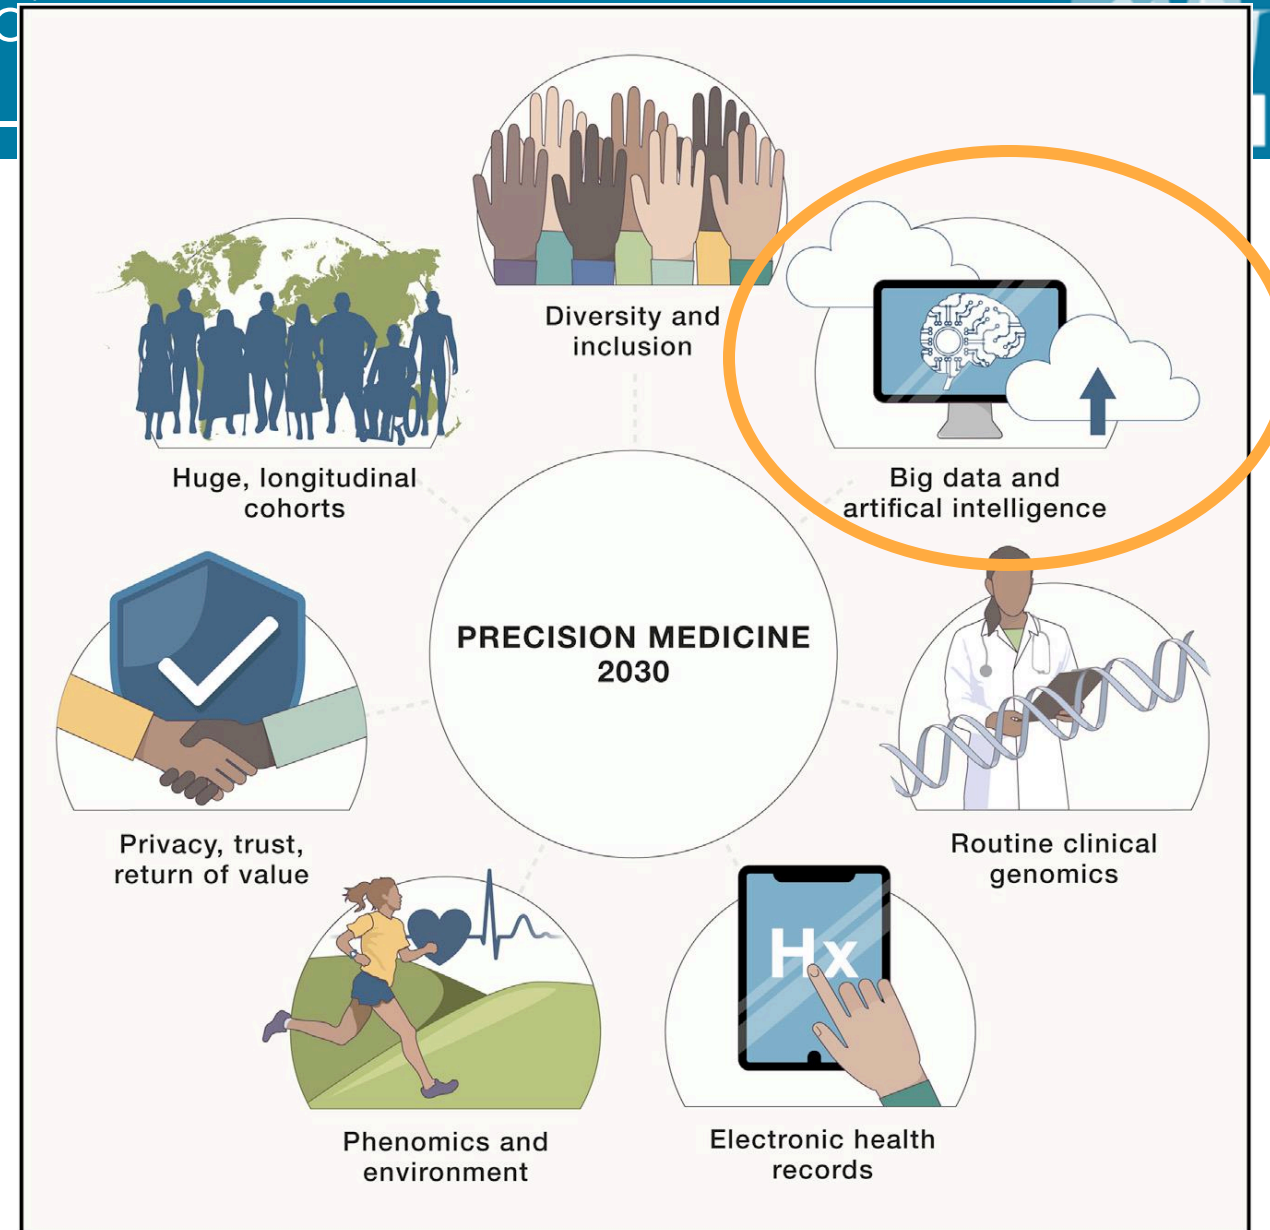 Diversity and
inclusion
Huge, longitudinal
cohorts
Big data and
artifical intelligence
PRECISION MEDICINE
2030
Privacy, trust,
return of value
Routine clinical
genomics
Hx
Phenomics and
environment
Electronic health
records